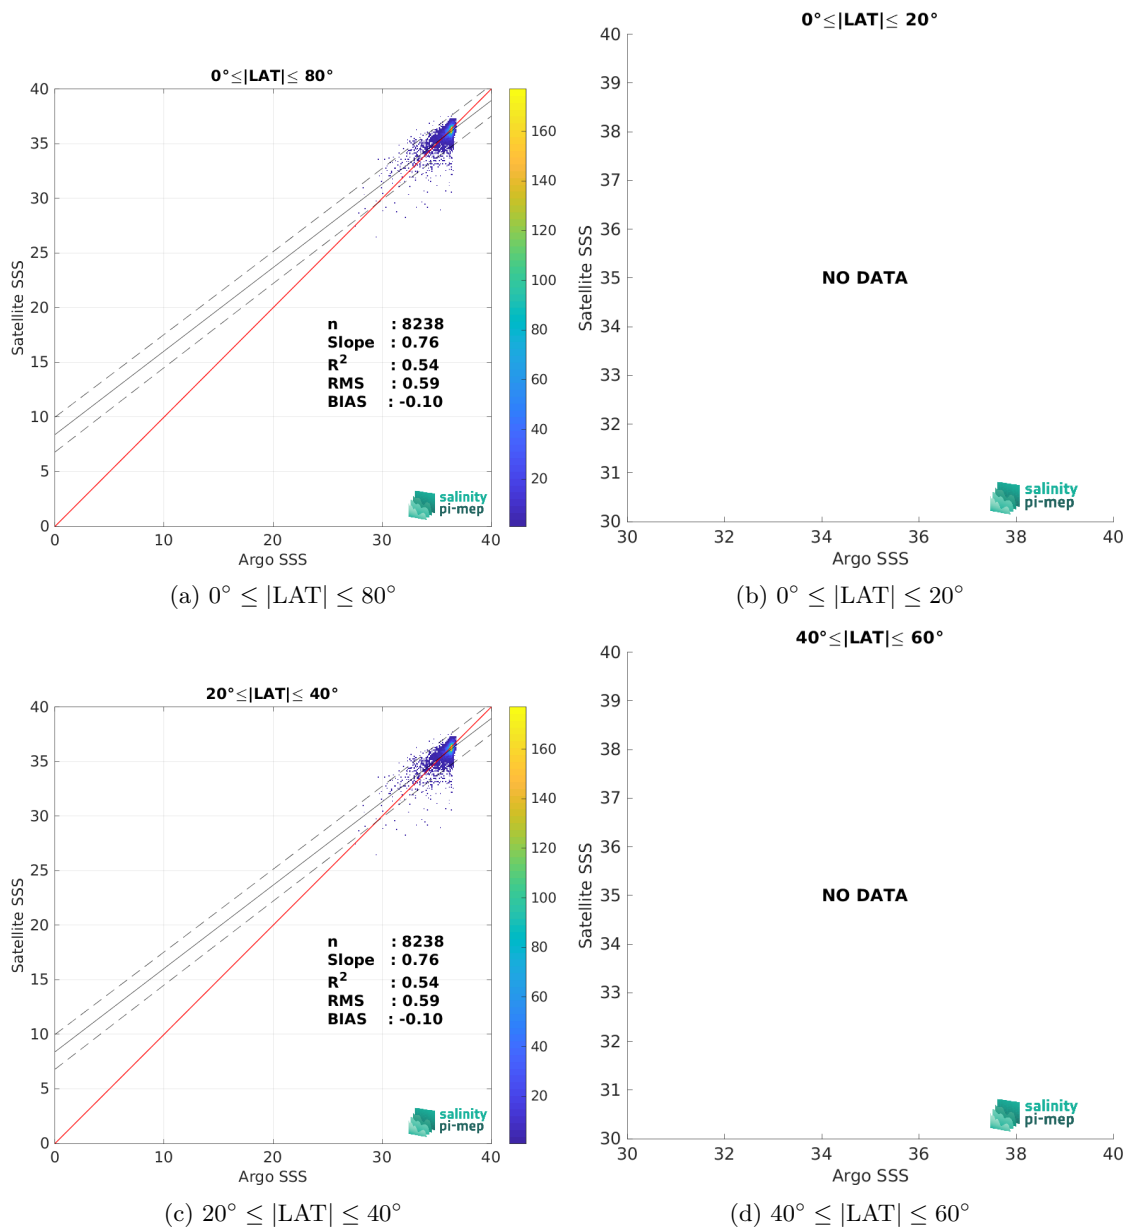 0°≤|LAT|≤ 80°
40
35
30
25
20
15
10
5
0
0
10
20
30
40
Satellite SSS
Argo SSS
n : 8238
Slope : 0.76
R² : 0.54
RMS : 0.59
BIAS : -0.10
160
140
120
100
80
60
40
20
salinity
pi-mep
(a) 0° ≤ |LAT| ≤ 80°
0°≤|LAT|≤ 20°
40
39
38
37
36
35
34
33
32
31
30
30
32
34
36
38
40
Satellite SSS
Argo SSS
NO DATA
salinity
pi-mep
(b) 0° ≤ |LAT| ≤ 20°
20°≤|LAT|≤ 40°
40
35
30
25
20
15
10
5
0
0
10
20
30
40
Satellite SSS
Argo SSS
n : 8238
Slope : 0.76
R² : 0.54
RMS : 0.59
BIAS : -0.10
160
140
120
100
80
60
40
20
salinity
pi-mep
(c) 20° ≤ |LAT| ≤ 40°
40°≤|LAT|≤ 60°
40
39
38
37
36
35
34
33
32
31
30
30
32
34
36
38
40
Satellite SSS
Argo SSS
NO DATA
salinity
pi-mep
(d) 40° ≤ |LAT| ≤ 60°